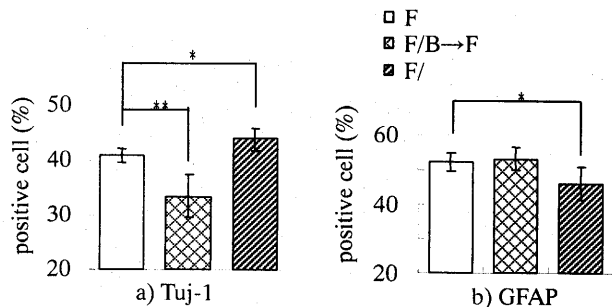 F
F/B→F
F/
*
**
50
40
30
20
positive cell (%)
a) Tuj-1
*
60
40
20
positive cell (%)
b) GFAP